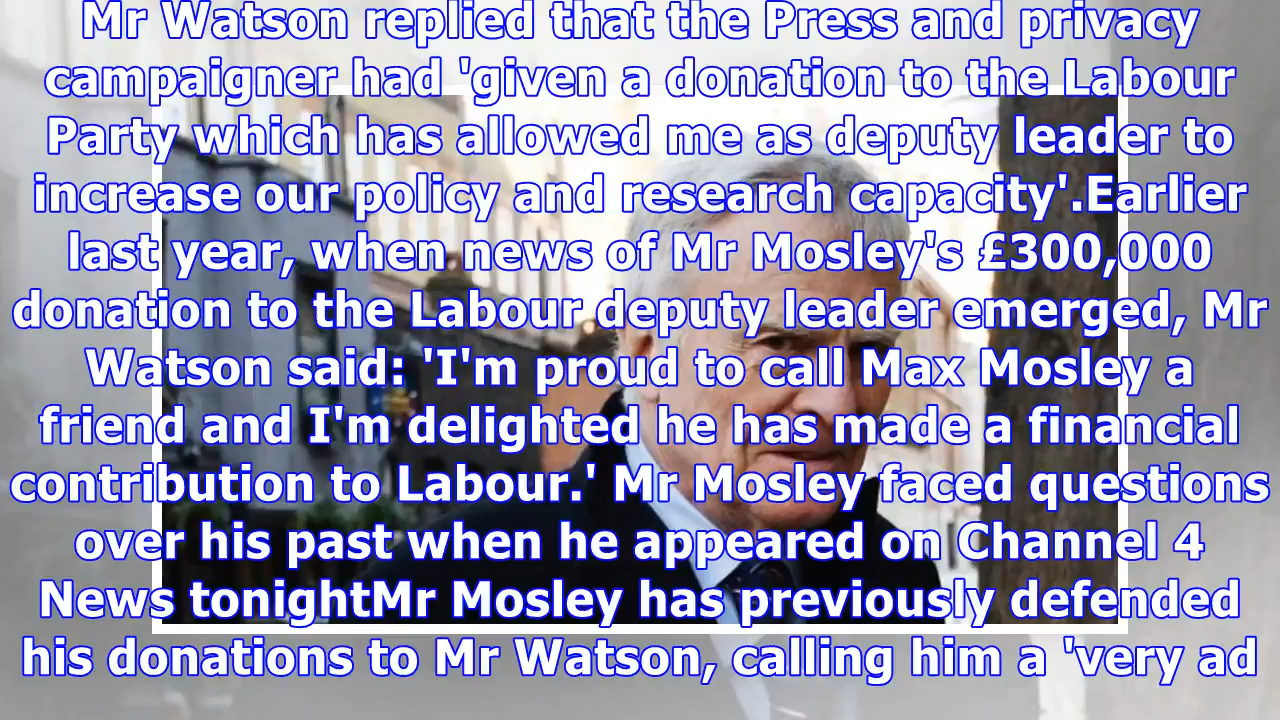 Mr Watson replied that the Press and privacy
campaigner had 'given a donation to the Labour
Party which has allowed me as deputy leader to
increase our policy and research capacity'.Earlier
last year, when news of Mr Mosley's £300,000
donation to the Labour deputy leader emerged, Mr
Watson said: 'I'm proud to call Max Mosley a
friend and I'm delighted he has made a financial
contribution to Labour.' Mr Mosley faced questions
over his past when he appeared on Channel 4
News tonightMr Mosley has previously defended
his donations to Mr Watson, calling him a 'very ad